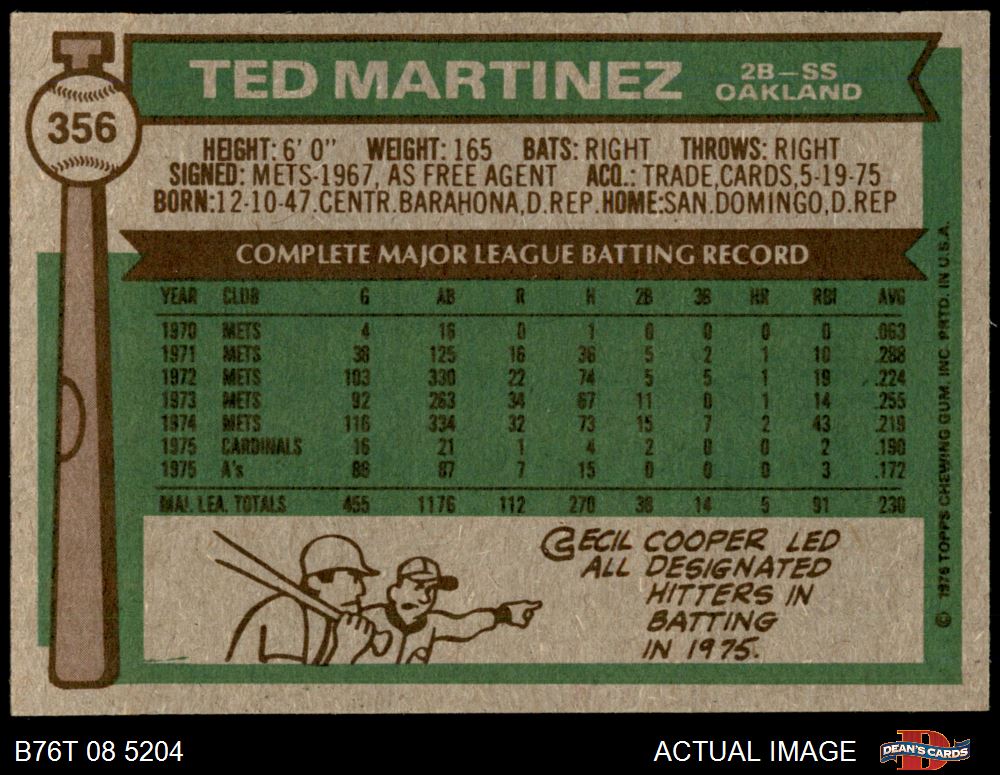 TED MARTINEZ
2B–SS
OAKLAND
356
HEIGHT: 6' 0" WEIGHT: 165 BATS: RIGHT THROWS: RIGHT
SIGNED: METS-1967, AS FREE AGENT ACQ.: TRADE, CARDS, 5-19-75
BORN: 12-10-47. CENTR. BARAHONA, D.REP. HOME: SAN. DOMINGO, D.REP
COMPLETE MAJOR LEAGUE BATTING RECORD
YEAR CLUB G AB R H 2B 3B HR RBI AVG
1970 METS 4 16 0 1 0 0 0 0 .063
1971 METS 38 125 16 36 5 2 1 10 .288
1972 METS 103 330 22 74 5 5 1 19 .224
1973 METS 92 263 34 67 11 0 1 14 .255
1974 METS 116 334 32 73 15 7 2 43 .219
1975 CARDINALS 16 21 1 4 2 0 0 2 .190
1975 A's 86 87 7 15 0 0 0 3 .172
MAJ. LEA. TOTALS 455 1176 112 270 38 14 5 91 .230
CECIL COOPER LED
ALL DESIGNATED
HITTERS IN
BATTING
IN 1975.
© 1976 TOPPS CHEWING GUM, INC. PRTD. IN U.S.A.
B76T 08 5204
ACTUAL IMAGE
D
DEAN'S CARDS